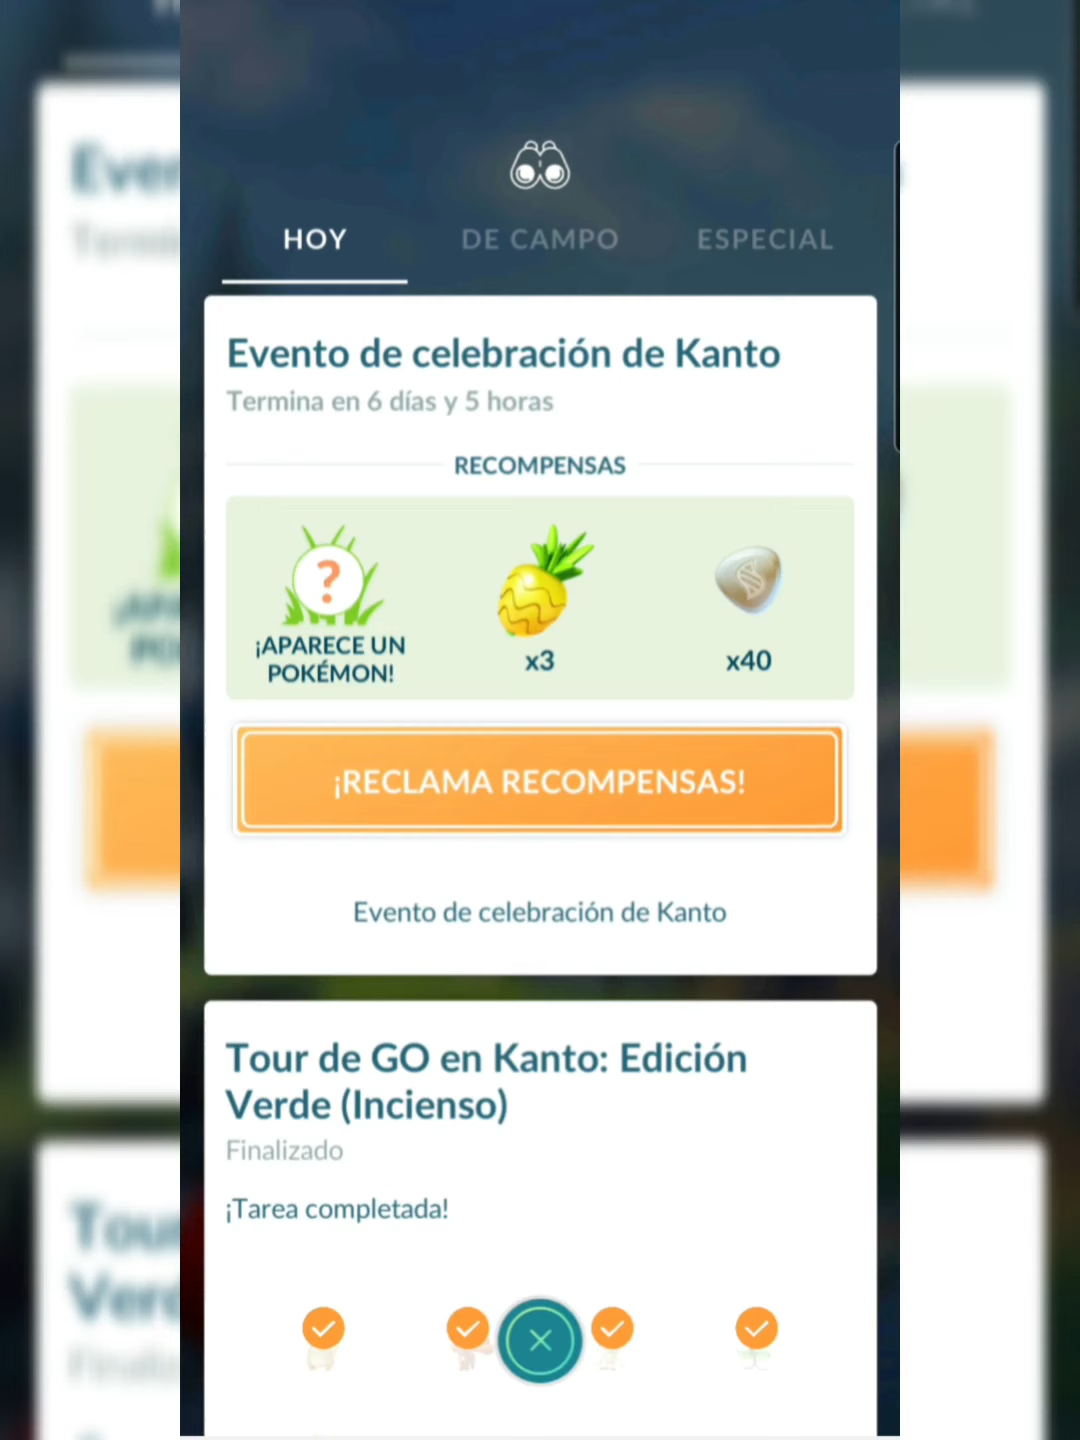 HOY DE CAMPO ESPECIAL
Evento de celebración de Kanto
Termina en 6 días y 5 horas
RECOMPENSAS
?
¡APARECE UN
POKÉMON!
x3
x40
¡RECLAMA RECOMPENSAS!
Evento de celebración de Kanto
Tour de GO en Kanto: Edición
Verde (Incienso)
Finalizado
¡Tarea completada!